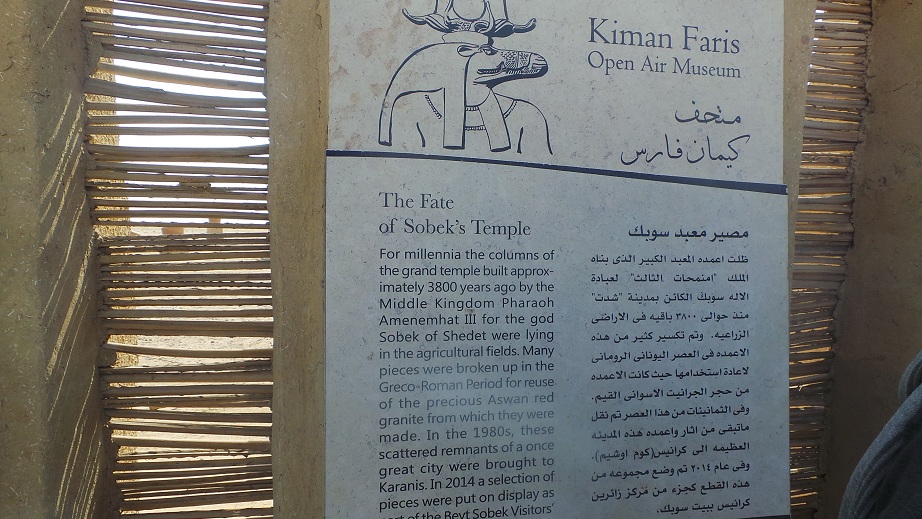 Kiman Faris
Open Air Museum
متحف
كيمان فارس
The Fate
of Sobek's Temple
For millennia the columns of
the grand temple built approx-
imately 3800 years ago by the
Middle Kingdom Pharaoh
Amenemhat III for the god
Sobek of Shedet were lying
in the agricultural fields. Many
pieces were broken up in the
Greco-Roman Period for reuse
of the precious Aswan red
granite from which they were
made. In the 1980s, these
scattered remnants of a once
great city were brought to
Karanis. In 2014 a selection of
pieces were put on display as
part of the Beyt Sobek Visitors'
مصير معبد سوبك
ظلت اعمده المعبد الكبير الذى بناه
الملك "امنمحات الثالث" لعبادة
الاله سوبك الكائن بمدينة "شدت"
منذ حوالى ٣٨٠٠ باقيه فى الاراضى
الزراعيه. وتم تكسير كثير من هذه
الاعمده فى العصر اليونانى الرومانى
لاعادة استخدامها حيث كانت الاعمده
من حجر الجرانيت الاسوانى القيم.
وفى الثمانينات من هذا العصر تم نقل
ماتبقى من اثار واعمده هذه المدينه
العظيمه الى كرانيس(كوم اوشيم).
وفى عام ٢٠١٤ تم وضع مجموعه من
هذه القطع كجزء من مركز زائرين
كرانيس ببيت سوبك.